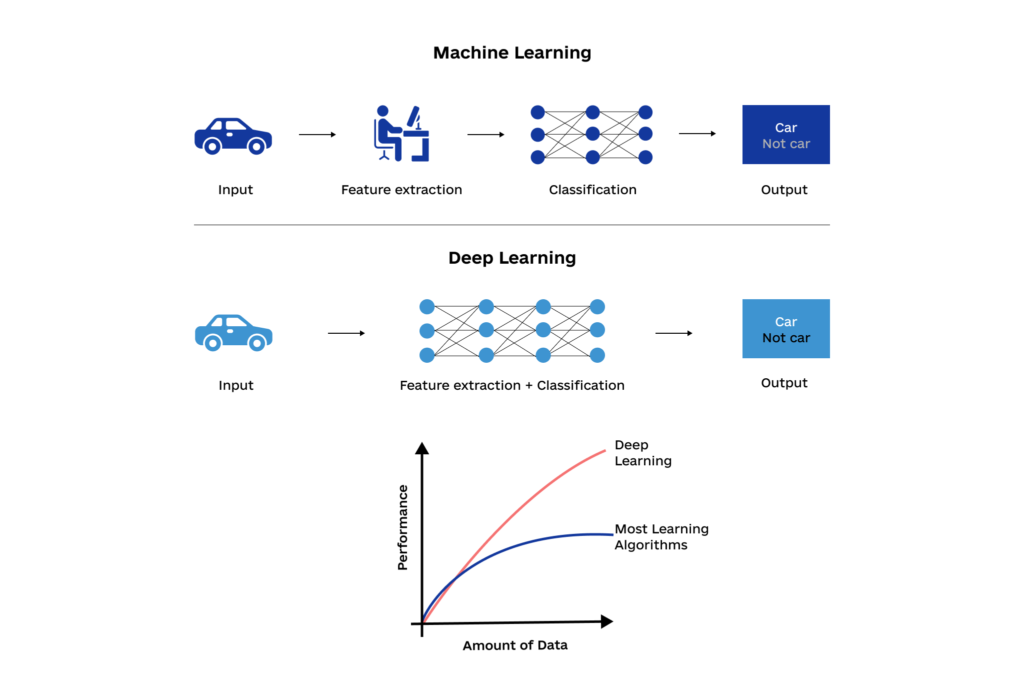 Machine Learning
Car
Not car
Input
Feature extraction
Classification
Output
Deep Learning
Car
Not car
Input
Feature extraction + Classification
Output
Deep
Learning
Most Learning
Algorithms
Performance
Amount of Data